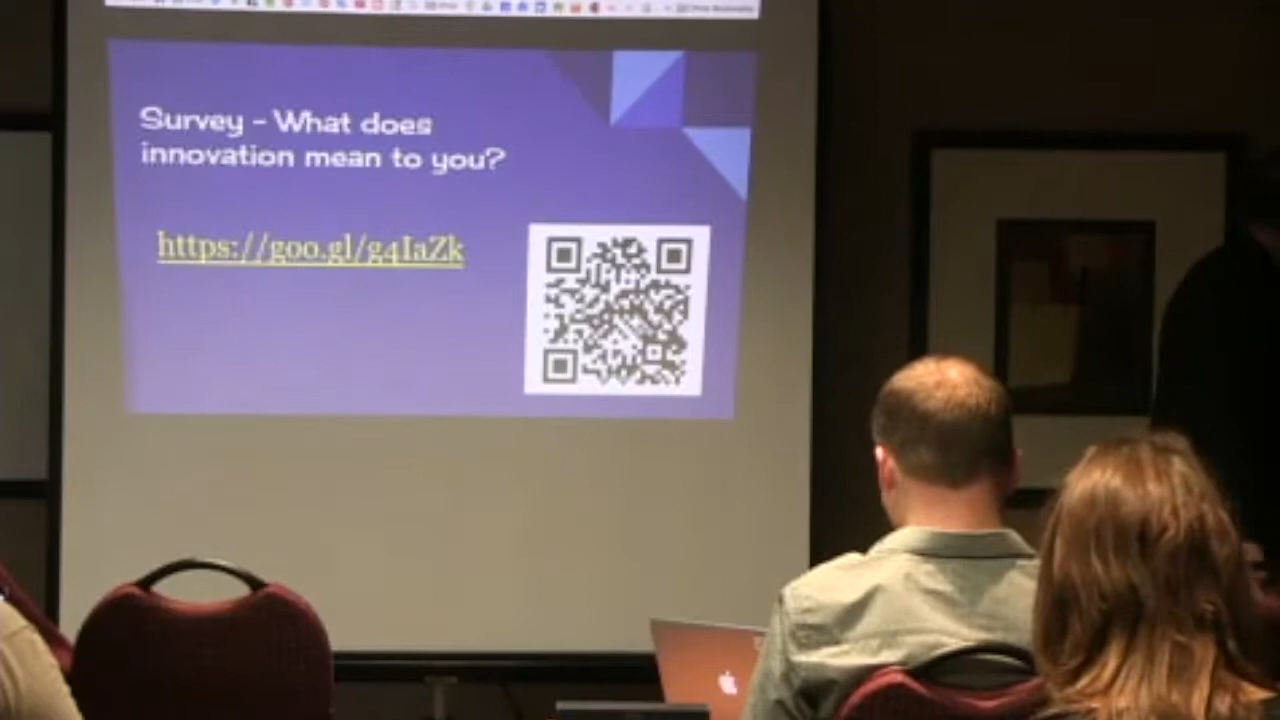 Survey - What does
innovation mean to you?
https://goo.gl/g4IaZk